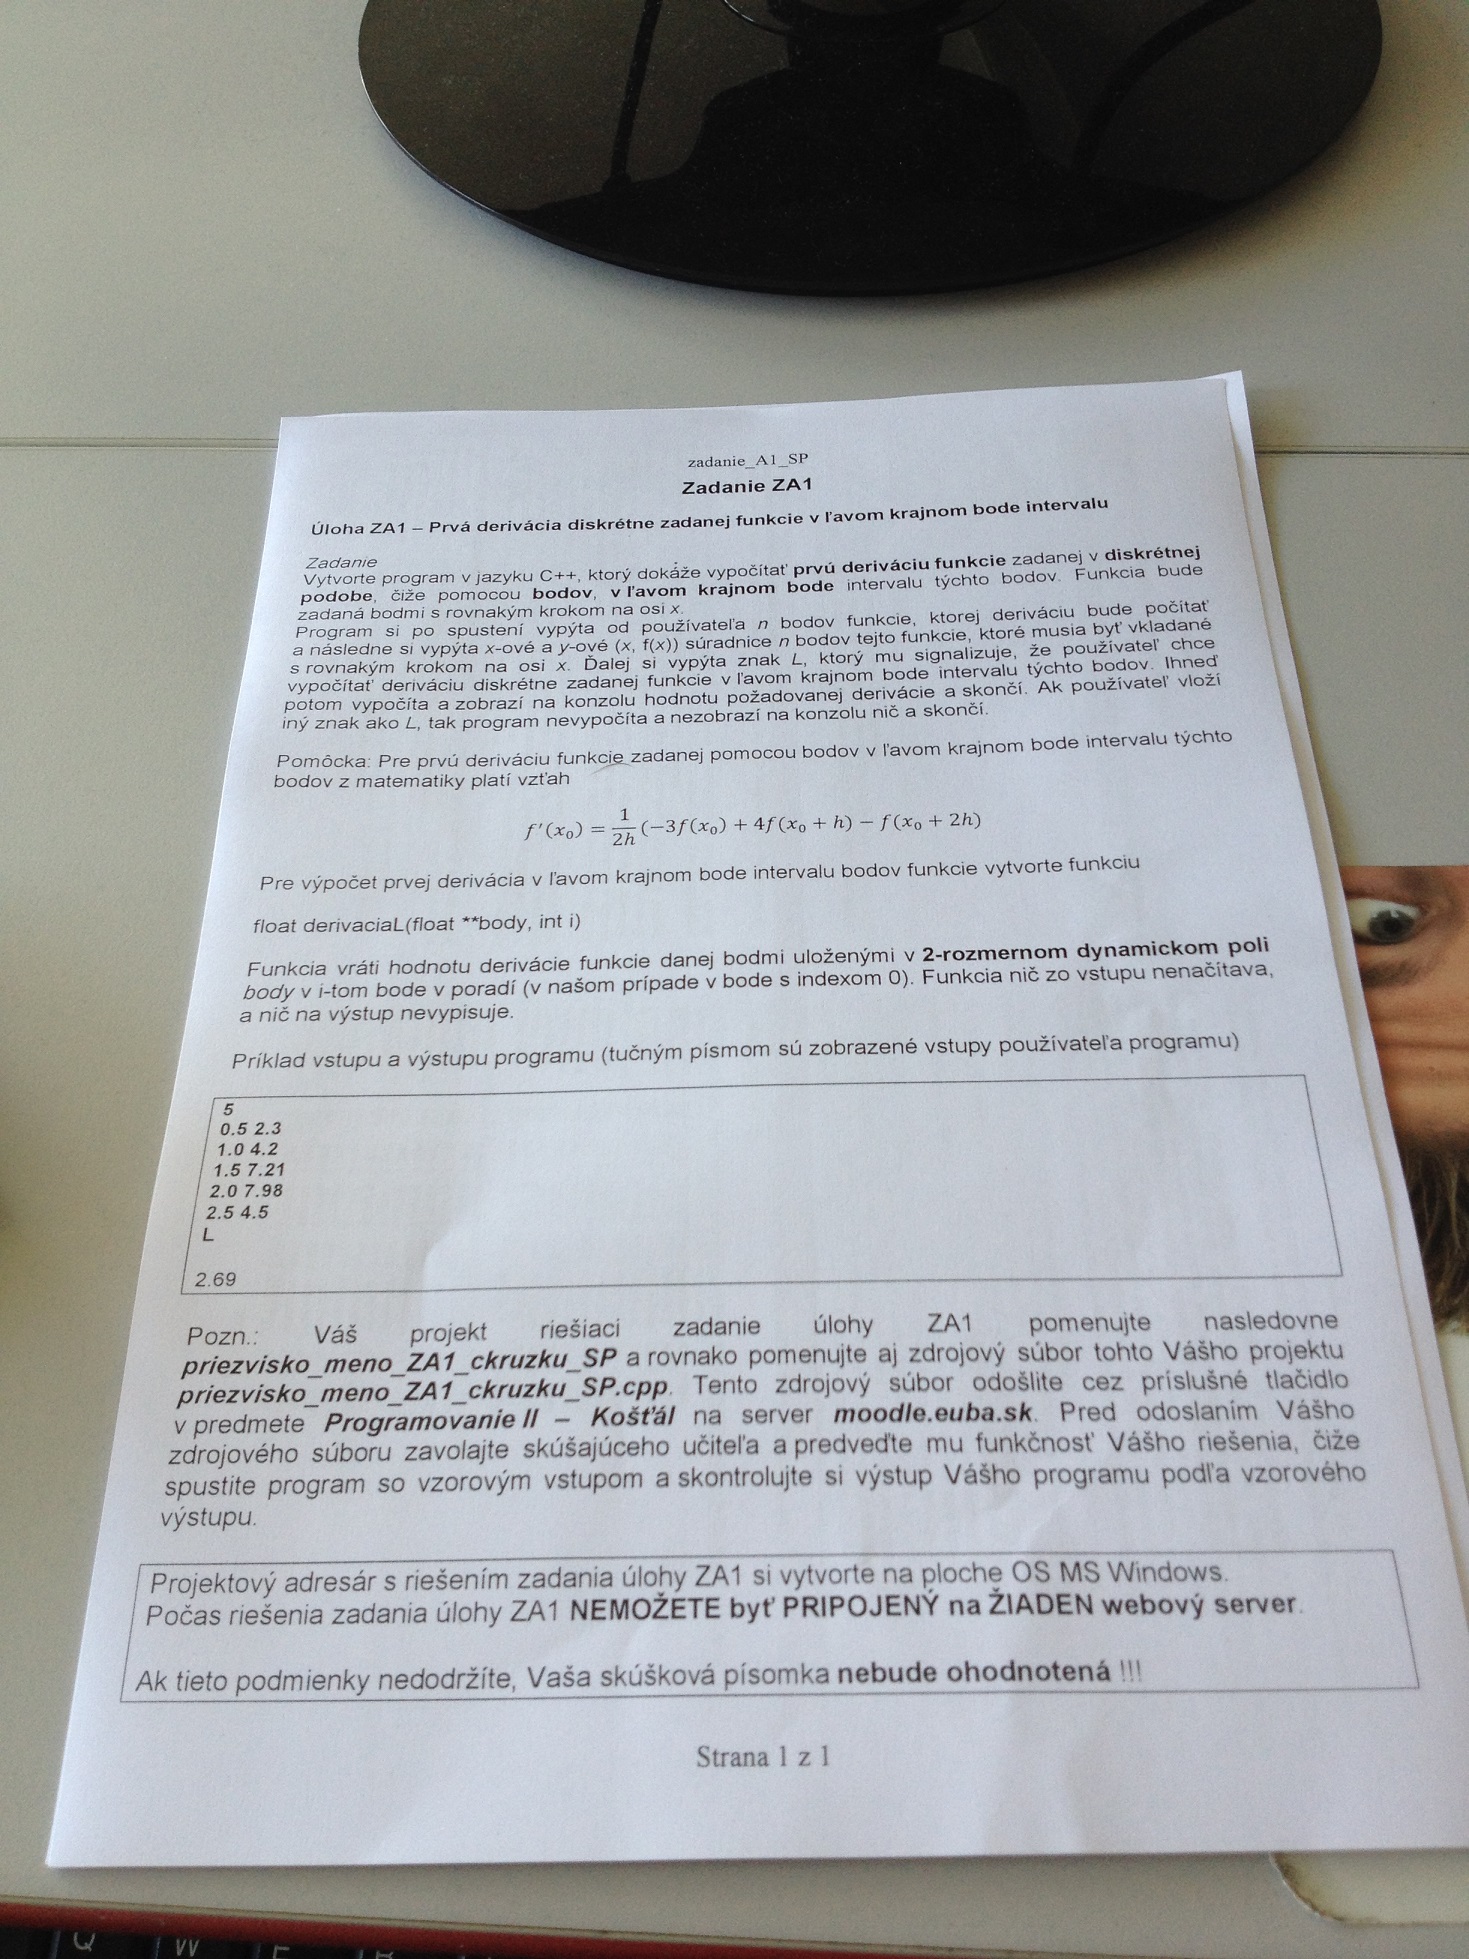 zadanie_A1_SP
Zadanie ZA1
Úloha ZA1 – Prvá derivácia diskrétne zadanej funkcie v ľavom krajnom bode intervalu
Zadanie
Vytvorte program v jazyku C++, ktorý dokáže vypočítať prvú deriváciu funkcie zadanej v diskrétnej
podobe, čiže pomocou bodov, v ľavom krajnom bode intervalu týchto bodov. Funkcia bude
zadaná bodmi s rovnakým krokom na osi x.
Program si po spustení vypýta od používateľa n bodov funkcie, ktorej deriváciu bude počítať
a následne si vypýta x-ové a y-ové (x, f(x)) súradnice n bodov tejto funkcie, ktoré musia byť vkladané
s rovnakým krokom na osi x. Ďalej si vypýta znak L, ktorý mu signalizuje, že používateľ chce
vypočítať deriváciu diskrétne zadanej funkcie v ľavom krajnom bode intervalu týchto bodov. Ihneď
potom vypočíta a zobrazí na konzolu hodnotu požadovanej derivácie a skončí. Ak používateľ vloží
iný znak ako L, tak program nevypočíta a nezobrazí na konzolu nič a skončí.
Pomôcka: Pre prvú deriváciu funkcie zadanej pomocou bodov v ľavom krajnom bode intervalu týchto
bodov z matematiky platí vzťah
f'(x₀) = 1/2h (−3f(x₀) + 4f(x₀ + h) − f(x₀ + 2h)
Pre výpočet prvej derivácia v ľavom krajnom bode intervalu bodov funkcie vytvorte funkciu
float derivaciaL(float **body, int i)
Funkcia vráti hodnotu derivácie funkcie danej bodmi uloženými v 2-rozmernom dynamickom poli
body v i-tom bode v poradí (v našom prípade v bode s indexom 0). Funkcia nič zo vstupu nenačítava,
a nič na výstup nevypisuje.
Príklad vstupu a výstupu programu (tučným písmom sú zobrazené vstupy používateľa programu)
5
0.5 2.3
1.0 4.2
1.5 7.21
2.0 7.98
2.5 4.5
L
2.69
Pozn.: Váš projekt riešiaci zadanie úlohy ZA1 pomenujte nasledovne
priezvisko_meno_ZA1_ckruzku_SP a rovnako pomenujte aj zdrojový súbor tohto Vášho projektu
priezvisko_meno_ZA1_ckruzku_SP.cpp. Tento zdrojový súbor odošlite cez príslušné tlačidlo
v predmete Programovanie II – Košťál na server moodle.euba.sk. Pred odoslaním Vášho
zdrojového súboru zavolajte skúšajúceho učiteľa a predveďte mu funkčnosť Vášho riešenia, čiže
spustite program so vzorovým vstupom a skontrolujte si výstup Vášho programu podľa vzorového
výstupu.
Projektový adresár s riešením zadania úlohy ZA1 si vytvorte na ploche OS MS Windows.
Počas riešenia zadania úlohy ZA1 NEMOŽETE byť PRIPOJENÝ na ŽIADEN webový server.
Ak tieto podmienky nedodržíte, Vaša skúšková písomka nebude ohodnotená !!!
Strana 1 z 1
Q W